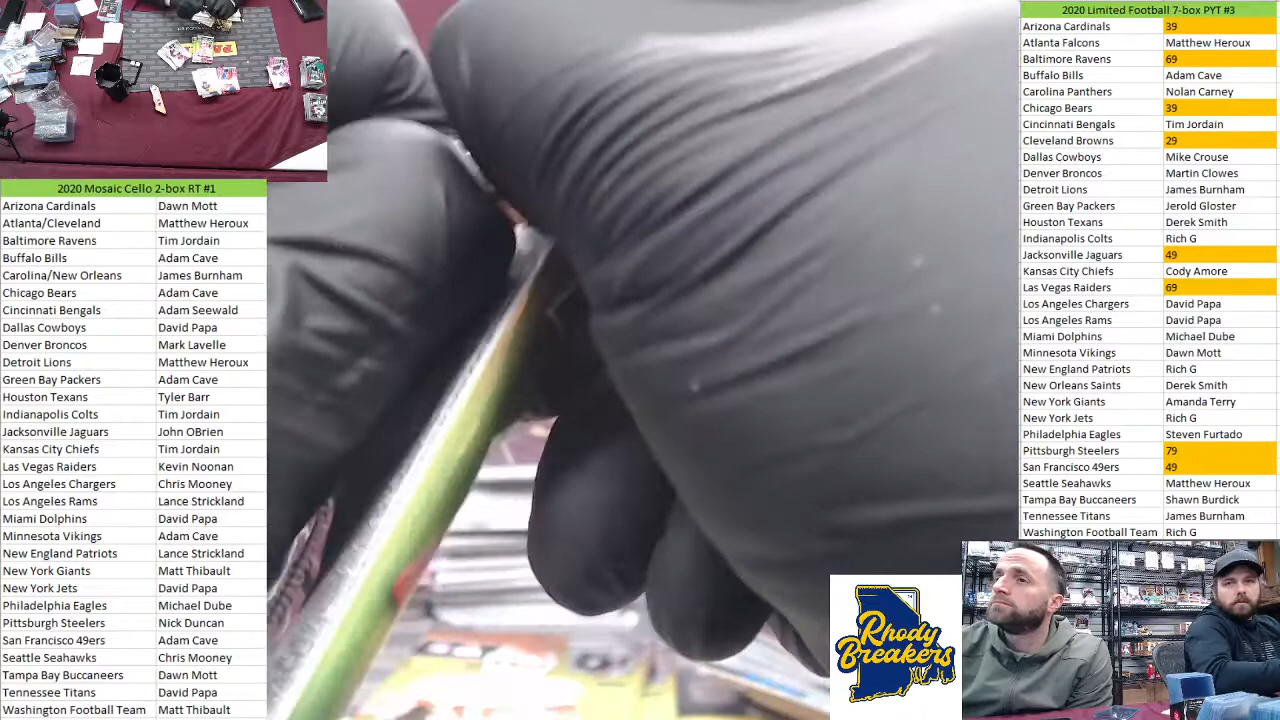 2020 Mosaic Cello 2-box RT #1
Arizona Cardinals Dawn Mott
Atlanta/Cleveland Matthew Heroux
Baltimore Ravens Tim Jordain
Buffalo Bills Adam Cave
Carolina/New Orleans James Burnham
Chicago Bears Adam Cave
Cincinnati Bengals Adam Seewald
Dallas Cowboys David Papa
Denver Broncos Mark Lavelle
Detroit Lions Matthew Heroux
Green Bay Packers Adam Cave
Houston Texans Tyler Barr
Indianapolis Colts Tim Jordain
Jacksonville Jaguars John OBrien
Kansas City Chiefs Tim Jordain
Las Vegas Raiders Kevin Noonan
Los Angeles Chargers Chris Mooney
Los Angeles Rams Lance Strickland
Miami Dolphins David Papa
Minnesota Vikings Adam Cave
New England Patriots Lance Strickland
New York Giants Matt Thibault
New York Jets David Papa
Philadelphia Eagles Michael Dube
Pittsburgh Steelers Nick Duncan
San Francisco 49ers Adam Cave
Seattle Seahawks Chris Mooney
Tampa Bay Buccaneers Dawn Mott
Tennessee Titans David Papa
Washington Football Team Matt Thibault
2020 Limited Football 7-box PYT #3
Arizona Cardinals 39
Atlanta Falcons Matthew Heroux
Baltimore Ravens 69
Buffalo Bills Adam Cave
Carolina Panthers Nolan Carney
Chicago Bears 39
Cincinnati Bengals Tim Jordain
Cleveland Browns 29
Dallas Cowboys Mike Crouse
Denver Broncos Martin Clowes
Detroit Lions James Burnham
Green Bay Packers Jerold Gloster
Houston Texans Derek Smith
Indianapolis Colts Rich G
Jacksonville Jaguars 49
Kansas City Chiefs Cody Amore
Las Vegas Raiders 69
Los Angeles Chargers David Papa
Los Angeles Rams David Papa
Miami Dolphins Michael Dube
Minnesota Vikings Dawn Mott
New England Patriots Rich G
New Orleans Saints Derek Smith
New York Giants Amanda Terry
New York Jets Rich G
Philadelphia Eagles Steven Furtado
Pittsburgh Steelers 79
San Francisco 49ers 49
Seattle Seahawks Matthew Heroux
Tampa Bay Buccaneers Shawn Burdick
Tennessee Titans James Burnham
Washington Football Team Rich G
Rhody
Breakers